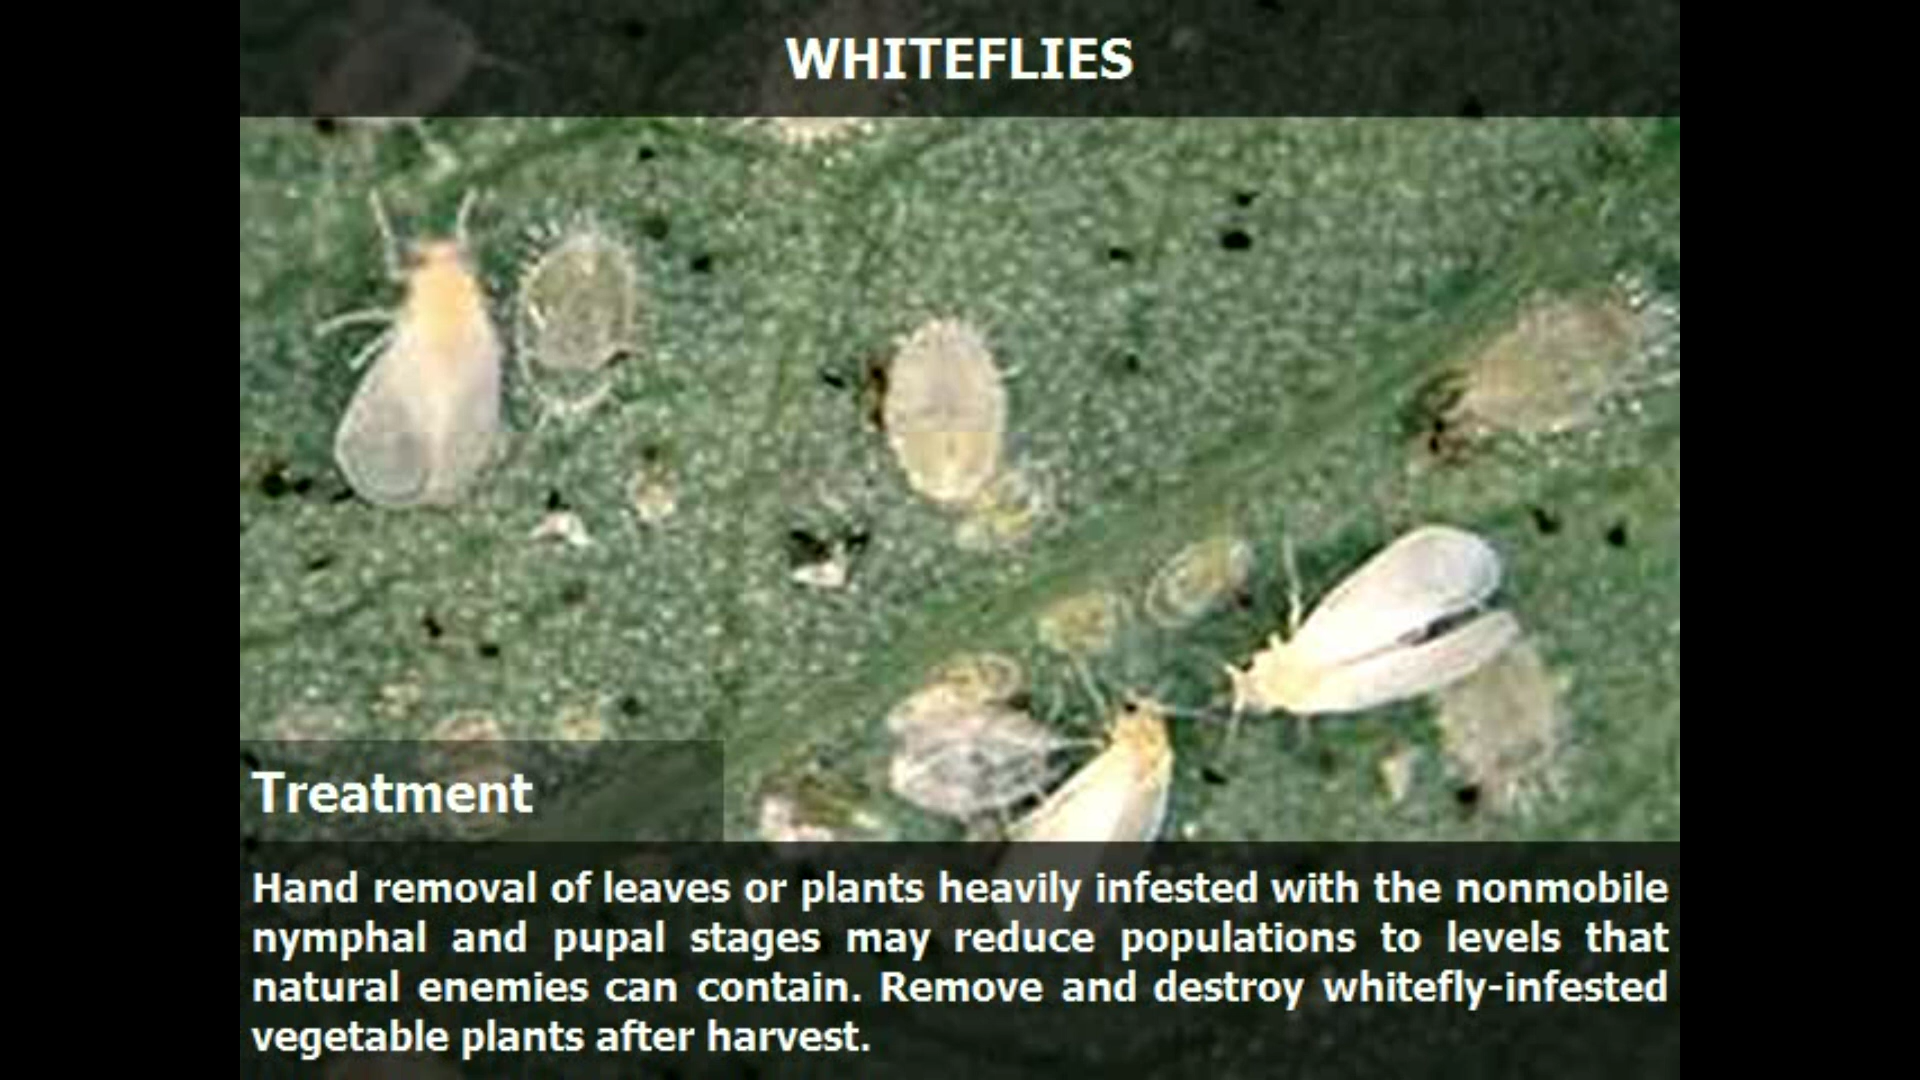 WHITEFLIES
Treatment
Hand removal of leaves or plants heavily infested with the nonmobile
nymphal and pupal stages may reduce populations to levels that
natural enemies can contain. Remove and destroy whitefly-infested
vegetable plants after harvest.